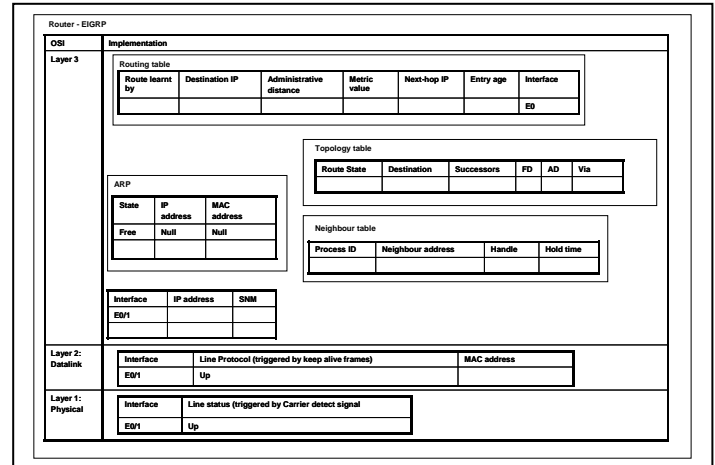 Router - EIGRP
OSI Implementation
Layer 3
Routing table
Route learnt by Destination IP Administrative distance Metric value Next-hop IP Entry age Interface
E0
Topology table
Route State Destination Successors FD AD Via
ARP
State IP address MAC address
Free Null Null
Neighbour table
Process ID Neighbour address Handle Hold time
Interface IP address SNM
E0/1
Layer 2: Datalink
Interface Line Protocol (triggered by keep alive frames) MAC address
E0/1 Up
Layer 1: Physical
Interface Line status (triggered by Carrier detect signal
E0/1 Up